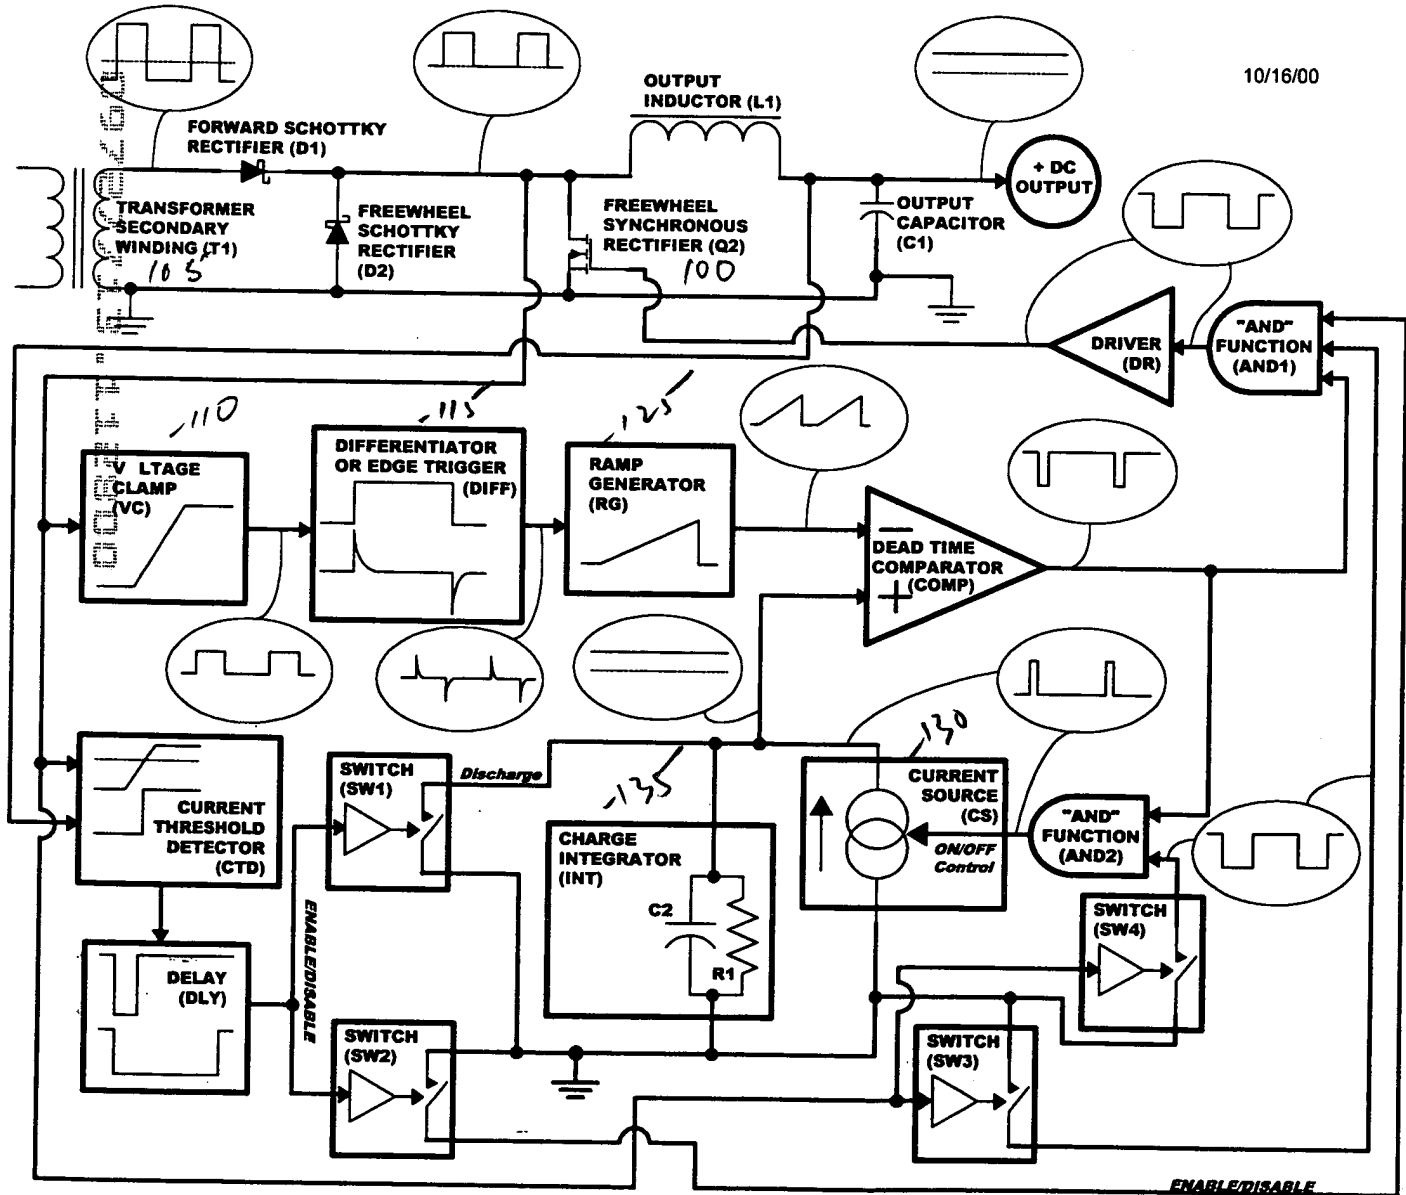 10/16/00
OUTPUT
INDUCTOR (L1)
FORWARD SCHOTTKY
RECTIFIER (D1)
+ DC
OUTPUT
TRANSFORMER
SECONDARY
WINDING (T1)
105
FREEWHEEL
SCHOTTKY
RECTIFIER
(D2)
FREEWHEEL
SYNCHRONOUS
RECTIFIER (Q2)
100
OUTPUT
CAPACITOR
(C1)
DRIVER
(DR)
"AND"
FUNCTION
(AND1)
110
V LTAGE
CLAMP
(VC)
115
DIFFERENTIATOR
OR EDGE TRIGGER
(DIFF)
125
RAMP
GENERATOR
(RG)
DEAD TIME
COMPARATOR
(COMP)
−
+
CURRENT
THRESHOLD
DETECTOR
(CTD)
SWITCH
(SW1)
Discharge
135
CHARGE
INTEGRATOR
(INT)
C2
R1
130
CURRENT
SOURCE
(CS)
ON/OFF
Control
"AND"
FUNCTION
(AND2)
SWITCH
(SW4)
DELAY
(DLY)
ENABLE/DISABLE
SWITCH
(SW2)
SWITCH
(SW3)
ENABLE/DISABLE